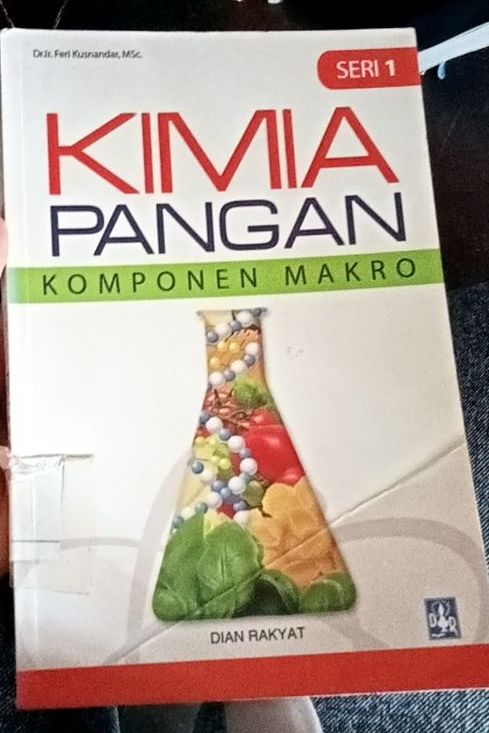 Dr.Ir. Feri Kusnandar, MSc.
SERI 1
KIMIA
PANGAN
KOMPONEN MAKRO
DIAN RAKYAT
D R